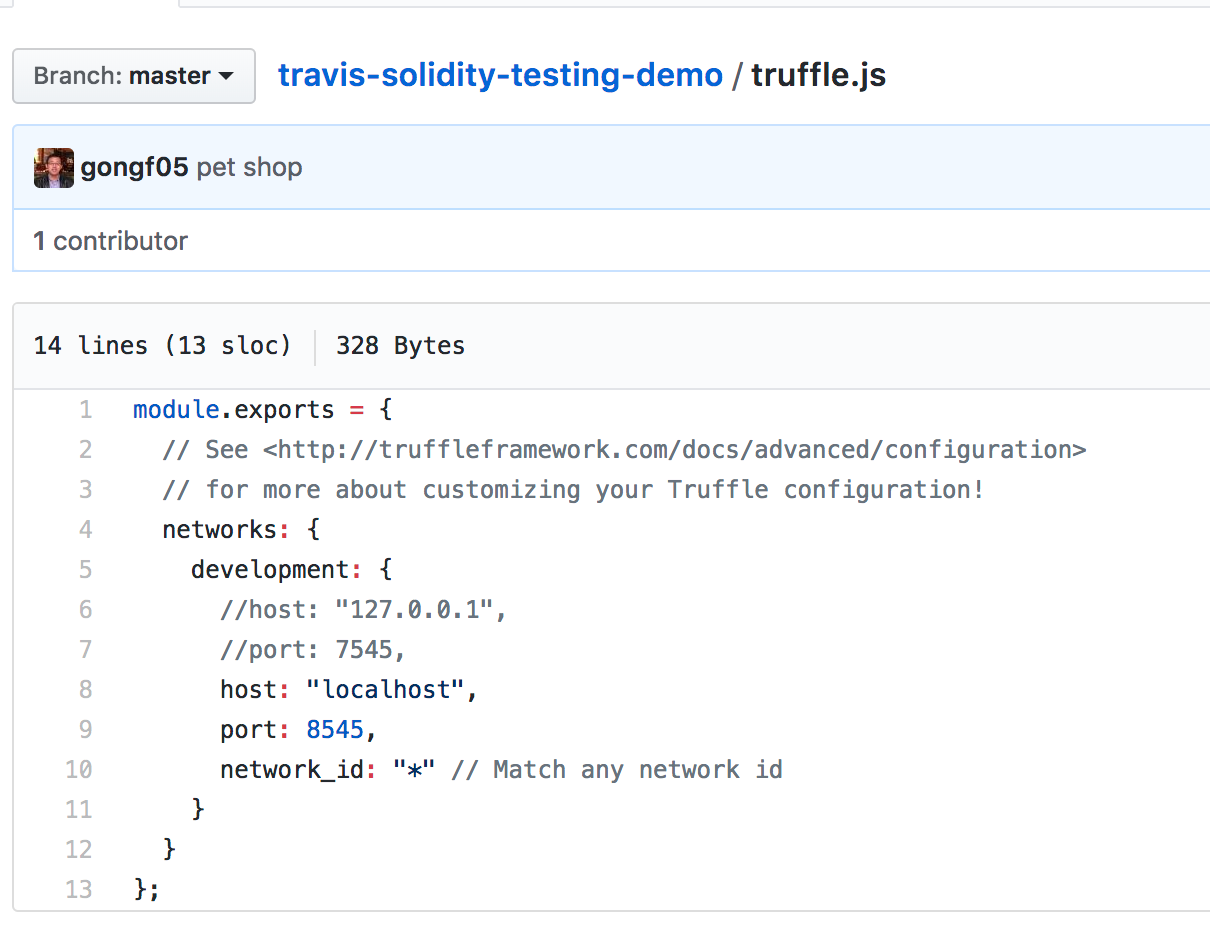 Branch: master
travis-solidity-testing-demo / truffle.js
gongf05 pet shop
1 contributor
14 lines (13 sloc) 328 Bytes
1 module.exports = {
2   // See <http://truffleframework.com/docs/advanced/configuration>
3   // for more about customizing your Truffle configuration!
4   networks: {
5     development: {
6       //host: "127.0.0.1",
7       //port: 7545,
8       host: "localhost",
9       port: 8545,
10       network_id: "*" // Match any network id
11     }
12   }
13 };